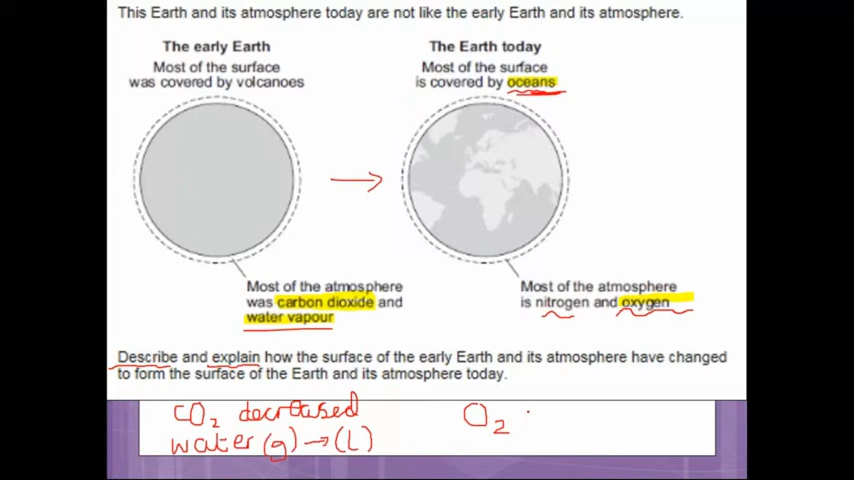 This Earth and its atmosphere today are not like the early Earth and its atmosphere.
The early Earth
Most of the surface
was covered by volcanoes
The Earth today
Most of the surface
is covered by oceans
Most of the atmosphere
was carbon dioxide and
water vapour
Most of the atmosphere
is nitrogen and oxygen
Describe and explain how the surface of the early Earth and its atmosphere have changed
to form the surface of the Earth and its atmosphere today.
CO₂ decreased
water (g) → (L)
O₂